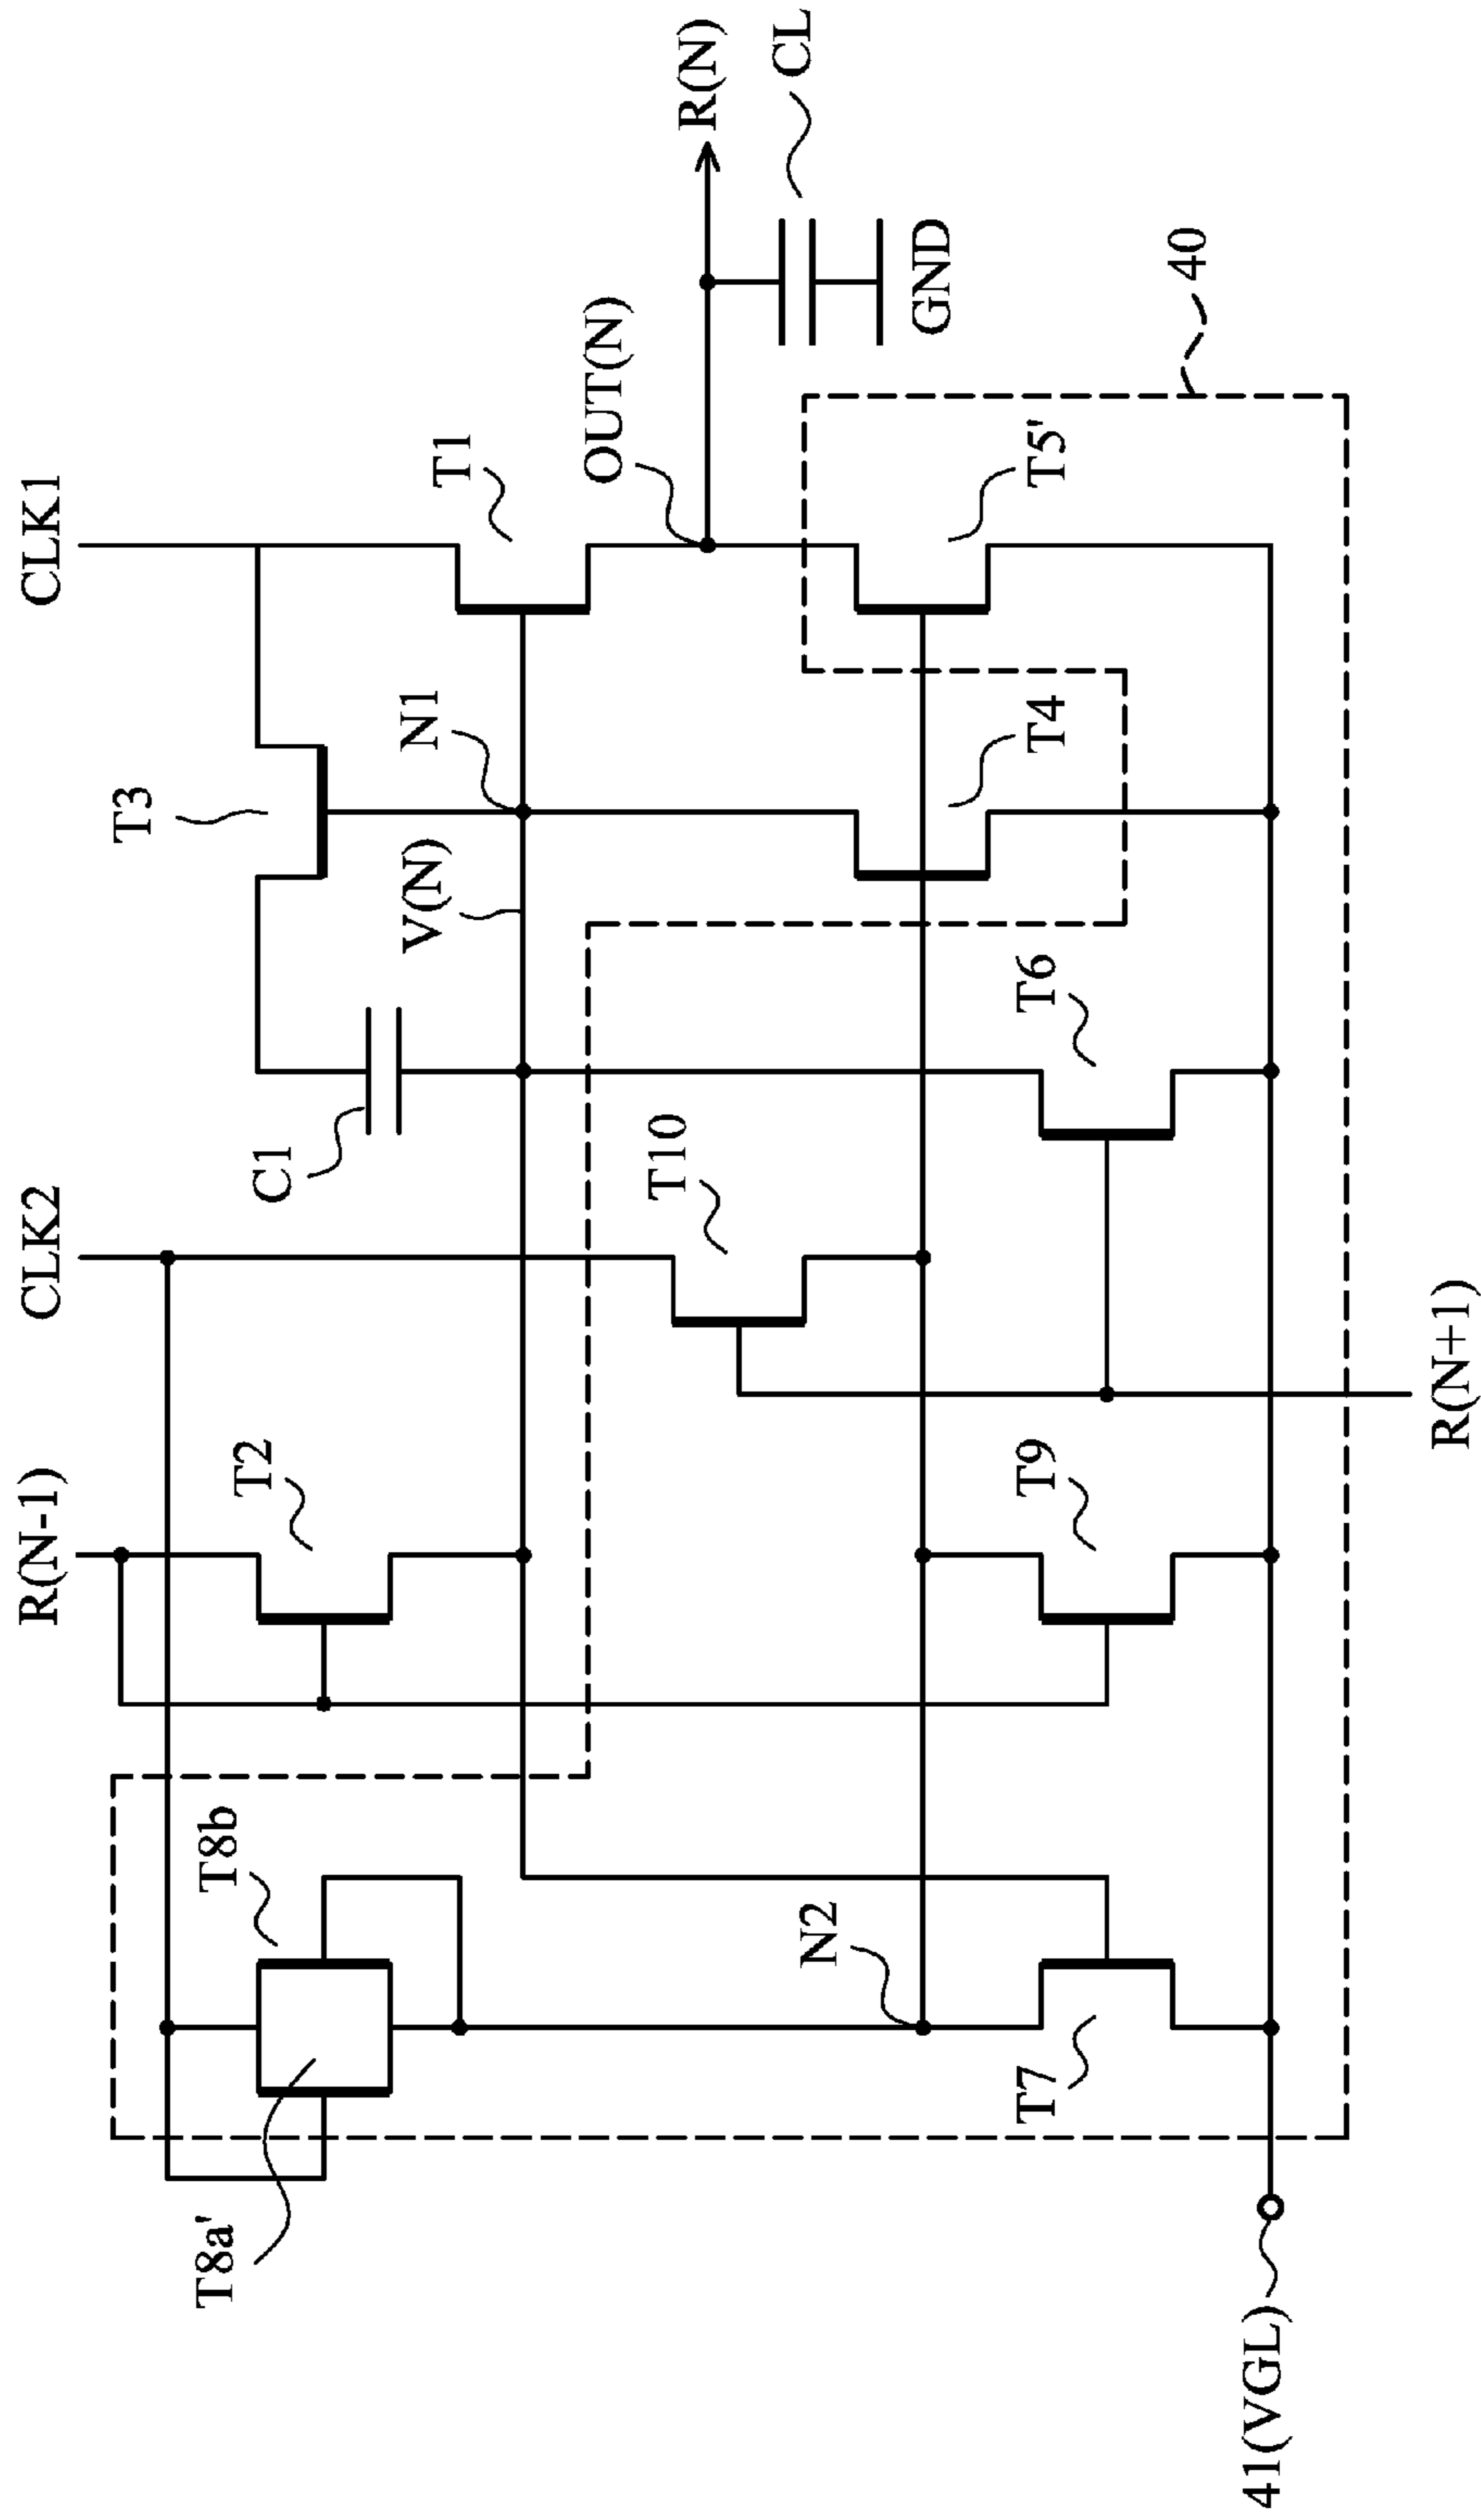 CLK1
CLK2
R(N-1)
T3
T1
N1
V(N)
C1
T2
T8b
T8a'
OUT(N)
R(N)
CL
GND
T10
N2
T5'
T4
T6
T9
T7
40
41(VGL)
R(N+1)